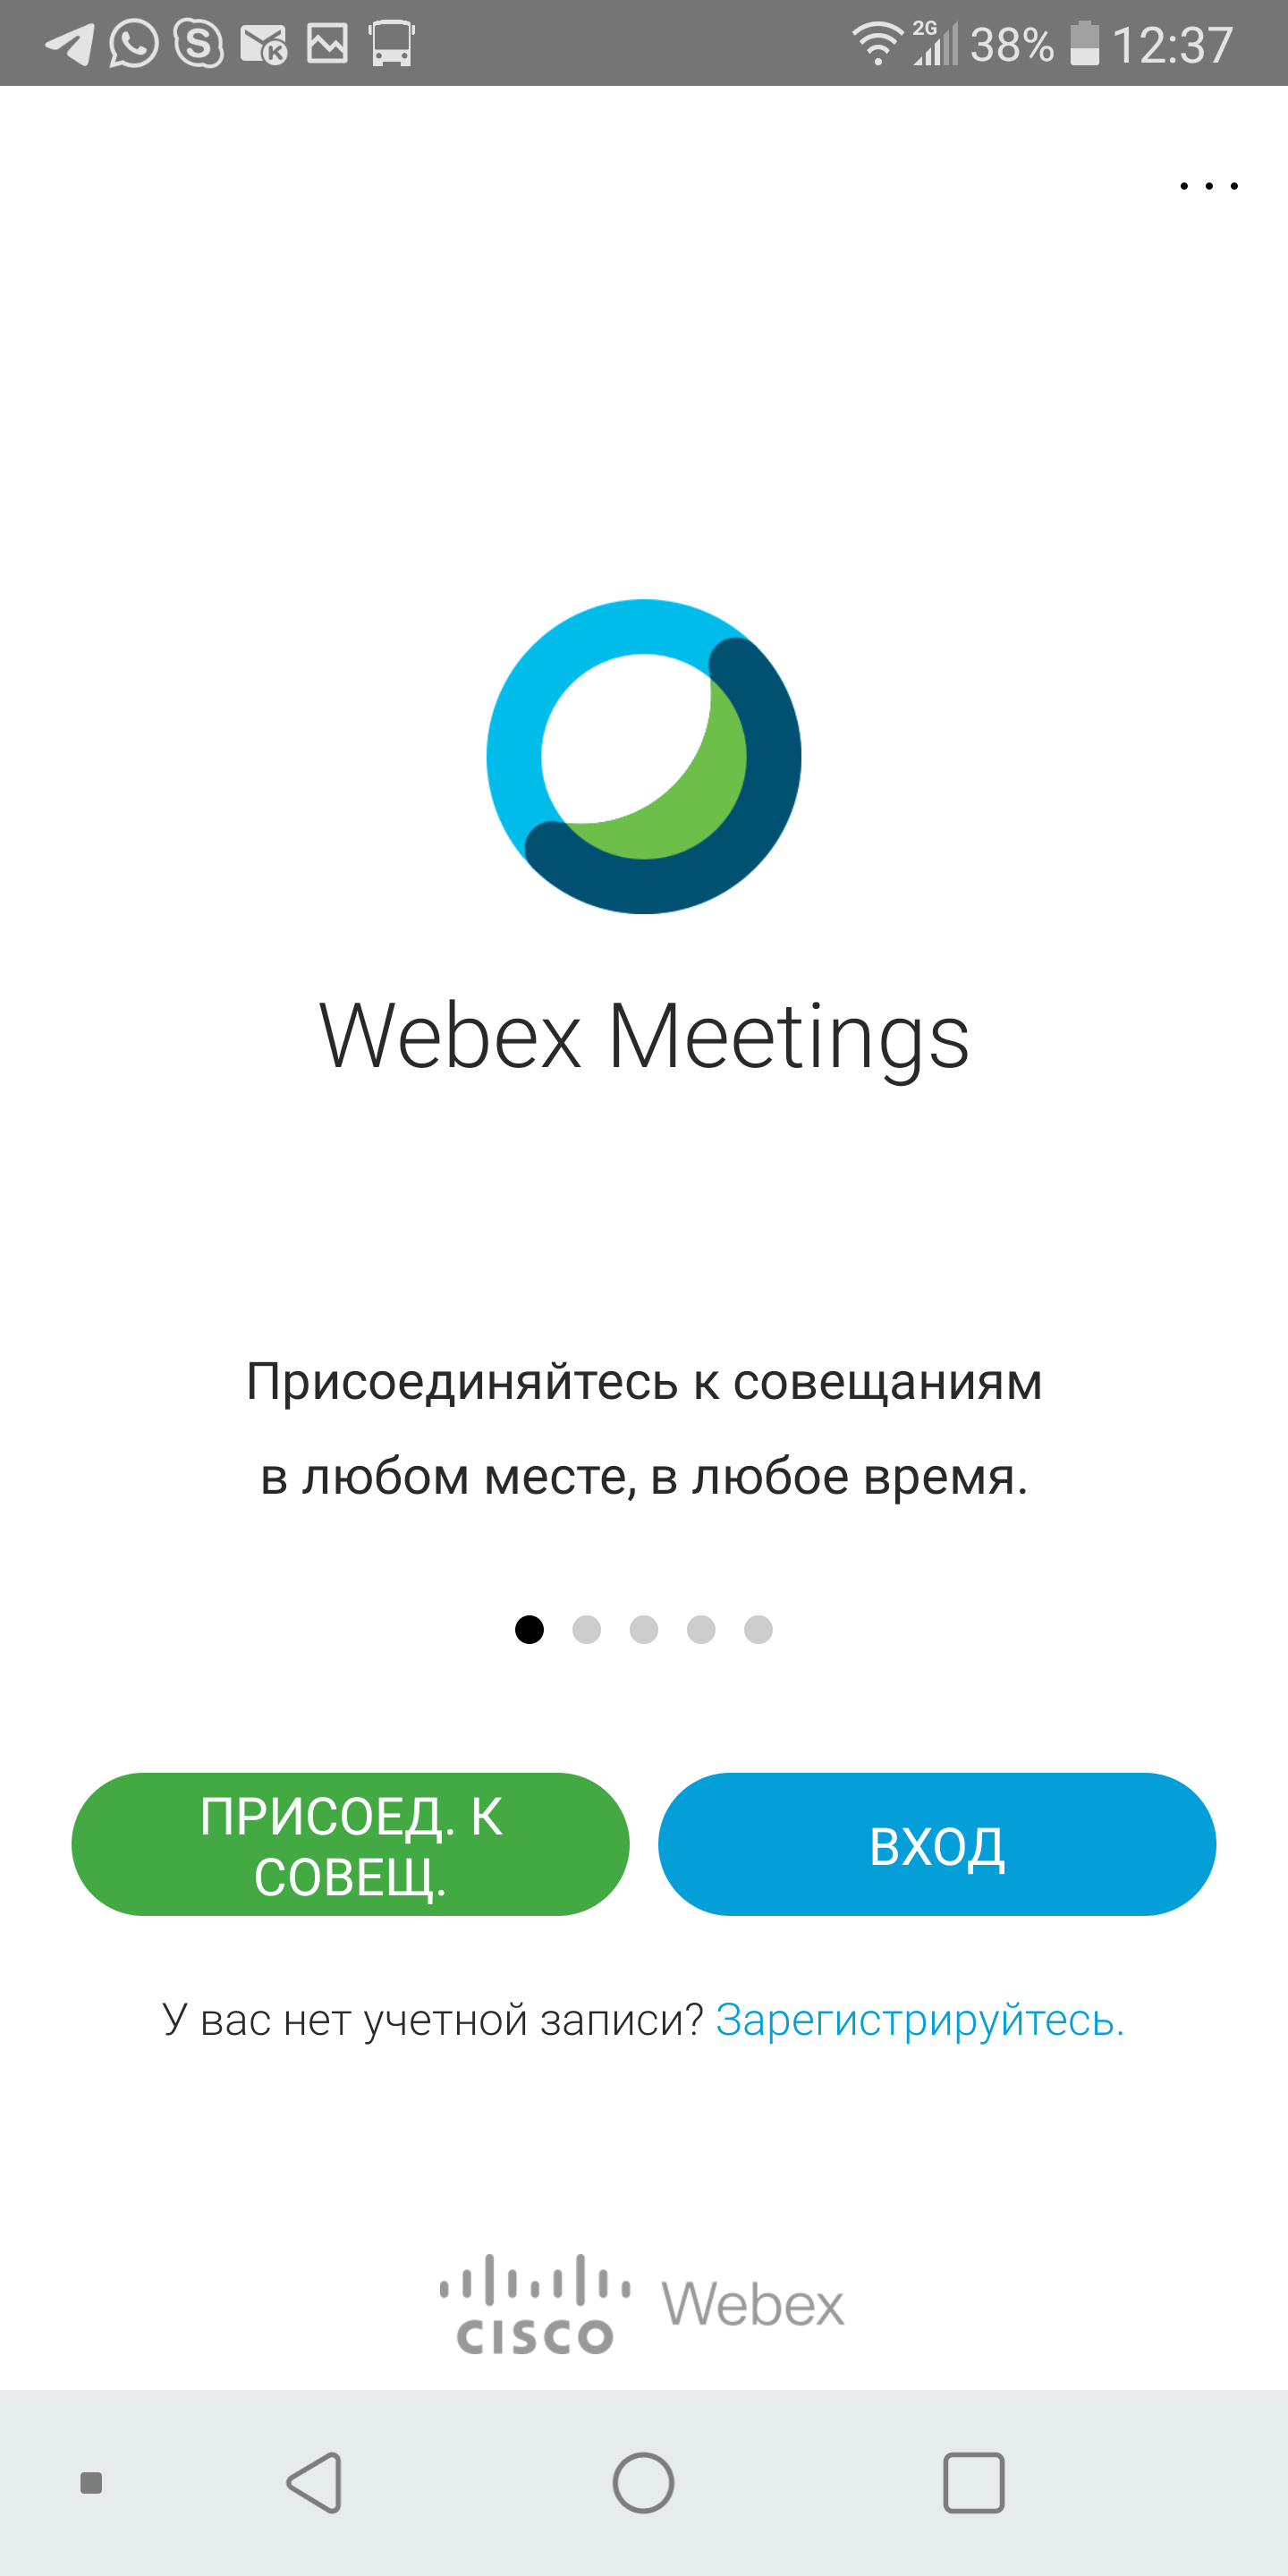 2G 38% 12:37
Webex Meetings
Присоединяйтесь к совещаниям
в любом месте, в любое время.
ПРИСОЕД. К
СОВЕЩ.
ВХОД
У вас нет учетной записи? Зарегистрируйтесь.
CISCO Webex